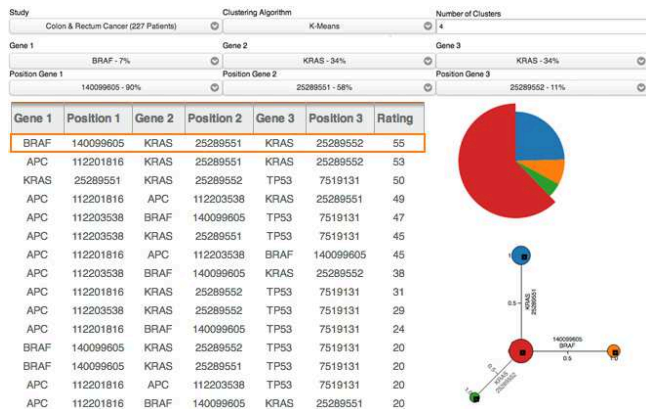 Study Clustering Algorithm Number of Clusters
Colon & Rectum Cancer (227 Patients) K-Means 4
Gene 1 Gene 2 Gene 3
BRAF - 7% KRAS - 34% KRAS - 34%
Position Gene 1 Position Gene 2 Position Gene 3
140099605 - 90% 25289551 - 58% 25289552 - 11%
Gene 1 Position 1 Gene 2 Position 2 Gene 3 Position 3 Rating
BRAF 140099605 KRAS 25289551 KRAS 25289552 55
APC 112201816 KRAS 25289551 KRAS 25289552 53
KRAS 25289551 KRAS 25289552 TP53 7519131 50
APC 112201816 APC 112203538 KRAS 25289551 49
APC 112203538 BRAF 140099605 TP53 7519131 47
APC 112203538 KRAS 25289551 TP53 7519131 45
APC 112201816 APC 112203538 BRAF 140099605 45
APC 112203538 BRAF 140099605 KRAS 25289552 38
APC 112201816 KRAS 25289552 TP53 7519131 31
APC 112203538 KRAS 25289552 TP53 7519131 29
APC 112201816 BRAF 140099605 TP53 7519131 24
BRAF 140099605 KRAS 25289552 TP53 7519131 20
BRAF 140099605 KRAS 25289551 TP53 7519131 20
APC 112201816 APC 112203538 TP53 7519131 20
APC 112201816 BRAF 140099605 KRAS 25289551 20
0.5
KRAS
25289551
140099605
BRAF
0.5
1.0
0.5
KRAS
25289552
1.0